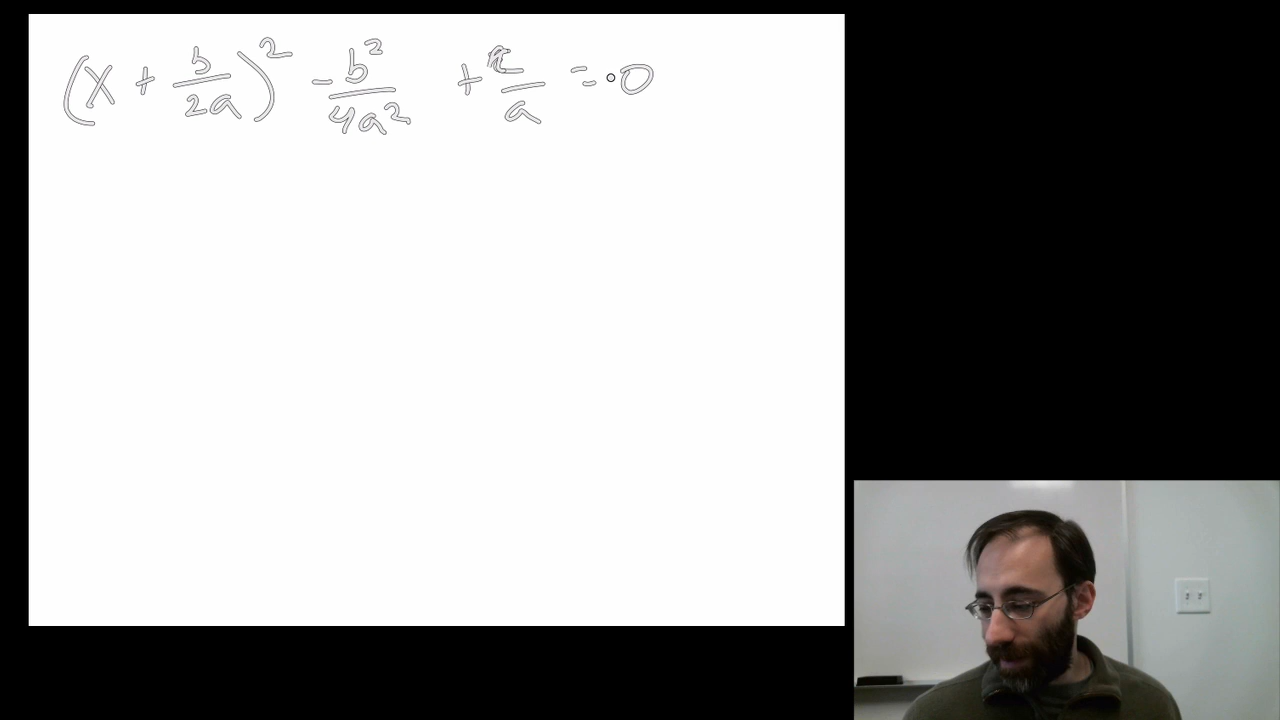 (x + b/2a)² - b²/4a² + c/a = 0